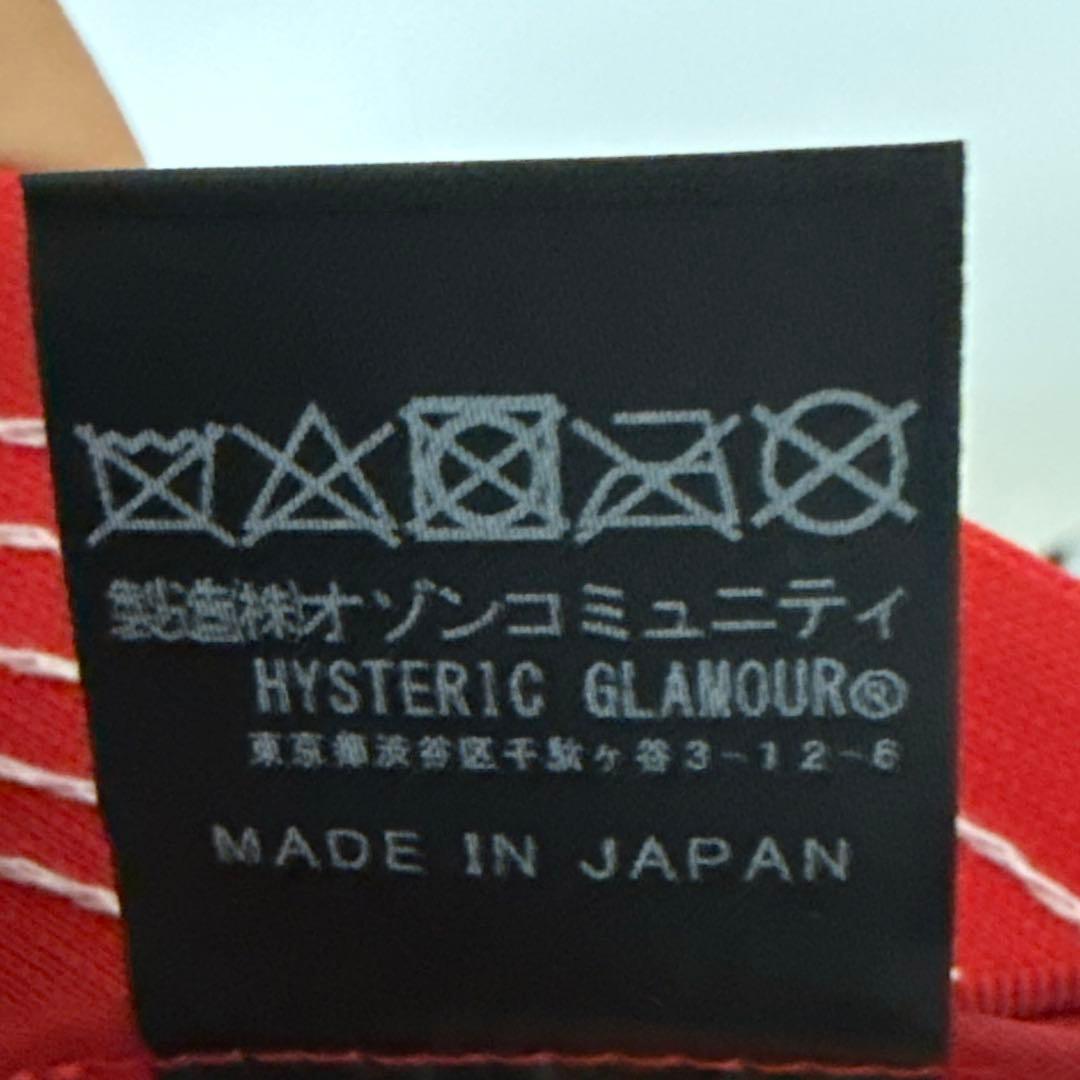 製造㈱オゾンコミュニティ
HYSTERIC GLAMOUR®
東京都渋谷区千駄ヶ谷3-12-6
MADE IN JAPAN